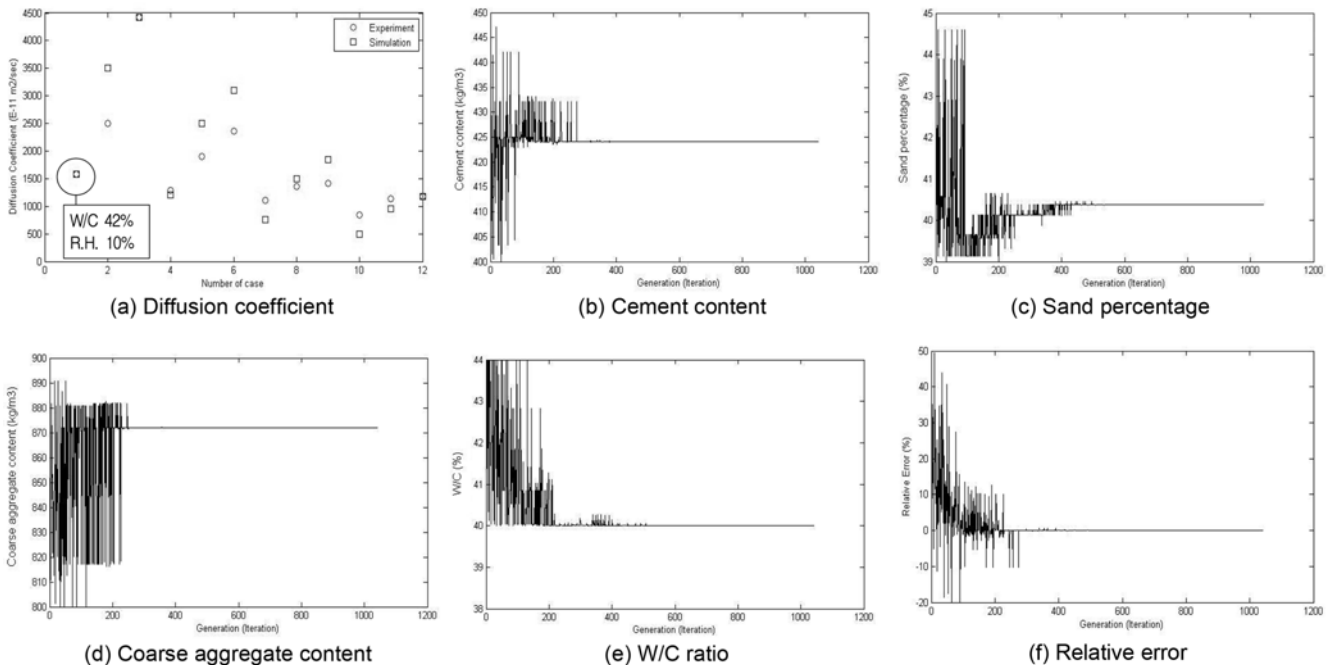 4500
4000
3500
3000
2500
2000
1500
1000
500
0
Diffusion Coefficient (E-11 m2/sec)
Experiment
Simulation
W/C 42%
R.H. 10%
0 2 4 6 8 10 12
Number of case
(a) Diffusion coefficient
450
445
440
435
430
425
420
415
410
405
400
Cement content (kg/m3)
0 200 400 600 800 1000 1200
Generation (Iteration)
(b) Cement content
45
44
43
42
41
40
39
Sand percentage (%)
0 200 400 600 800 1000 1200
Generation (Iteration)
(c) Sand percentage
900
890
880
870
860
850
840
830
820
810
800
Coarse aggregate content (kg/m3)
0 200 400 600 800 1000 1200
Generation (Iteration)
(d) Coarse aggregate content
44
43
42
41
40
39
38
W/C (%)
0 200 400 600 800 1000 1200
Generation (Iteration)
(e) W/C ratio
50
40
30
20
10
0
-10
-20
Relative Error (%)
0 200 400 600 800 1000 1200
Generation (Iteration)
(f) Relative error